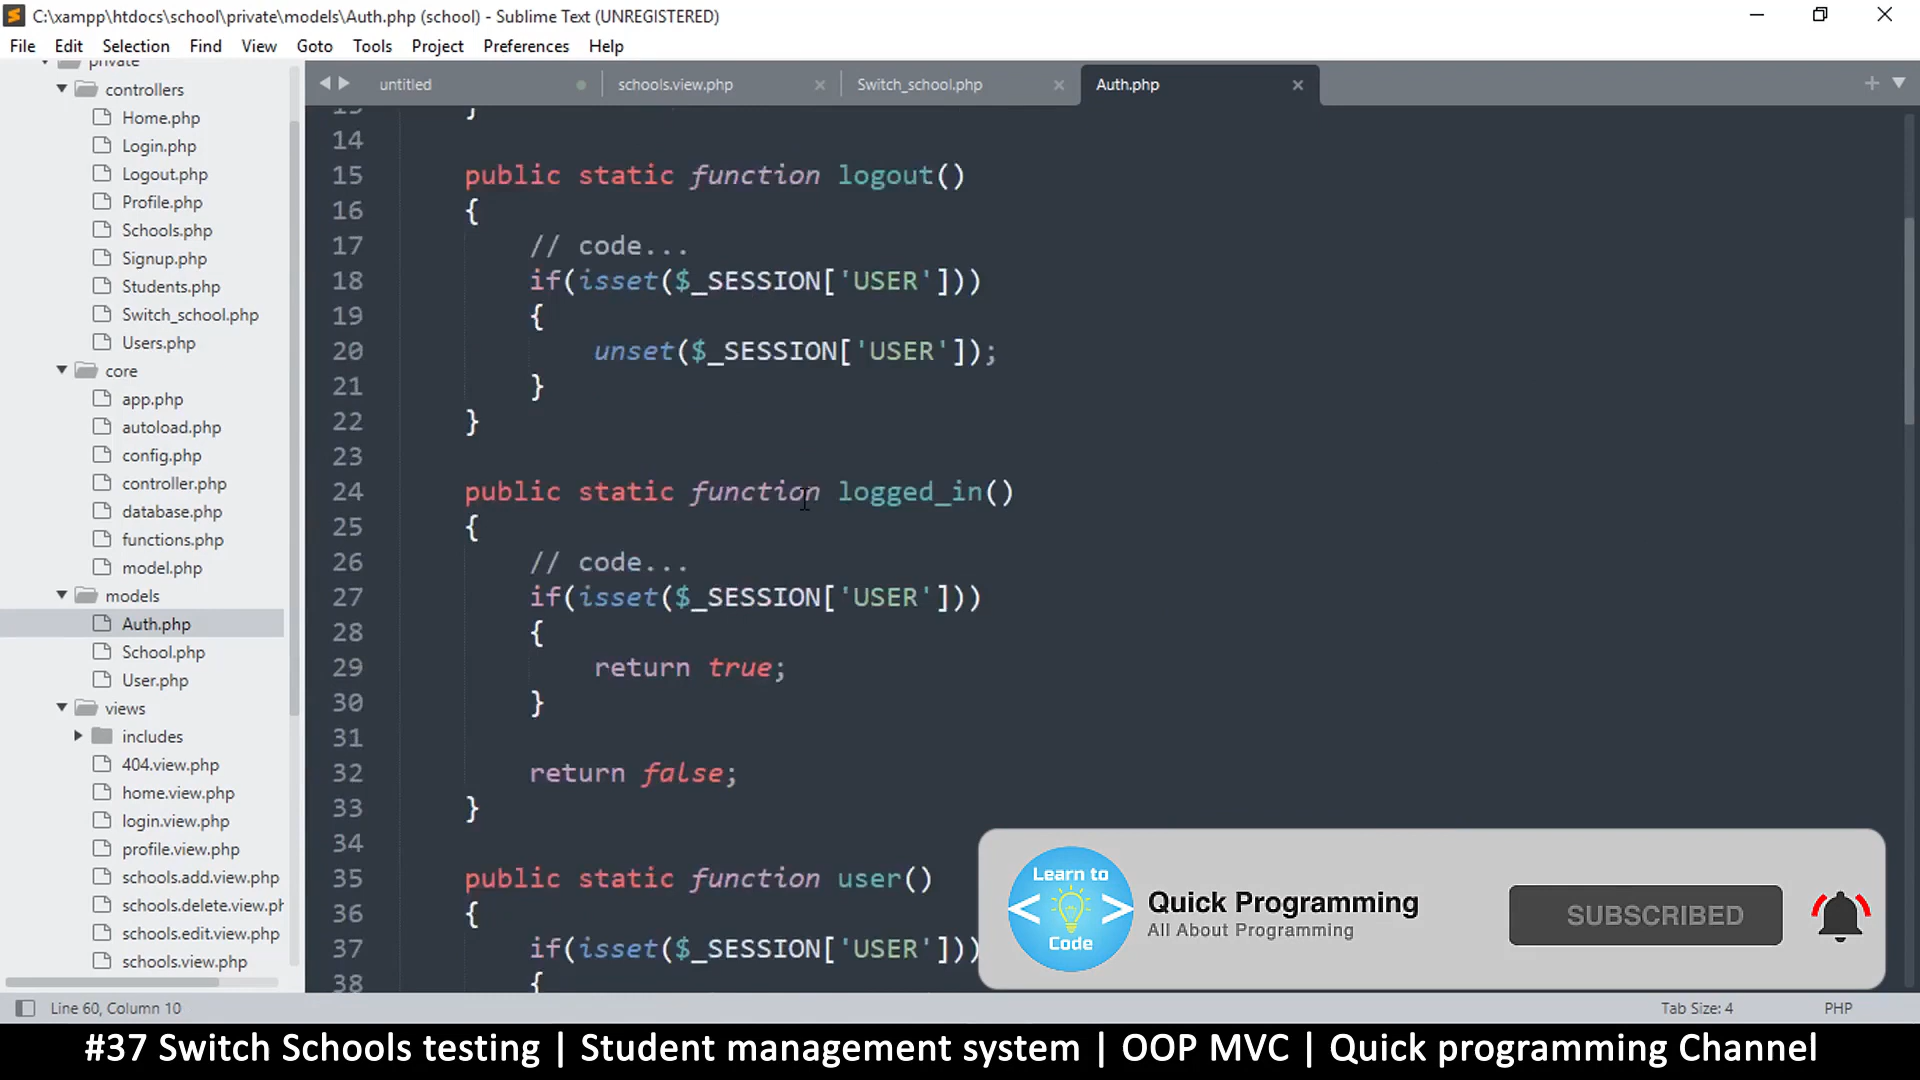 C:\xampp\htdocs\school\private\models\Auth.php (school) - Sublime Text (UNREGISTERED)
File Edit Selection Find View Goto Tools Project Preferences Help
private
controllers
Home.php
Login.php
Logout.php
Profile.php
Schools.php
Signup.php
Students.php
Switch_school.php
Users.php
core
app.php
autoload.php
config.php
controller.php
database.php
functions.php
model.php
models
Auth.php
School.php
User.php
views
includes
404.view.php
home.view.php
login.view.php
profile.view.php
schools.add.view.php
schools.delete.view.ph
schools.edit.view.php
schools.view.php
untitled schools.view.php Switch_school.php Auth.php
13 }
14
15 public static function logout()
16 {
17 // code...
18 if(isset($_SESSION['USER']))
19 {
20 unset($_SESSION['USER']);
21 }
22 }
23
24 public static function logged_in()
25 {
26 // code...
27 if(isset($_SESSION['USER']))
28 {
29 return true;
30 }
31
32 return false;
33 }
34
35 public static function user()
36 {
37 if(isset($_SESSION['USER']))
38 {
Learn to
< >
Code
Quick Programming
All About Programming
SUBSCRIBED
Line 60, Column 10 Tab Size: 4 PHP
#37 Switch Schools testing | Student management system | OOP MVC | Quick programming Channel